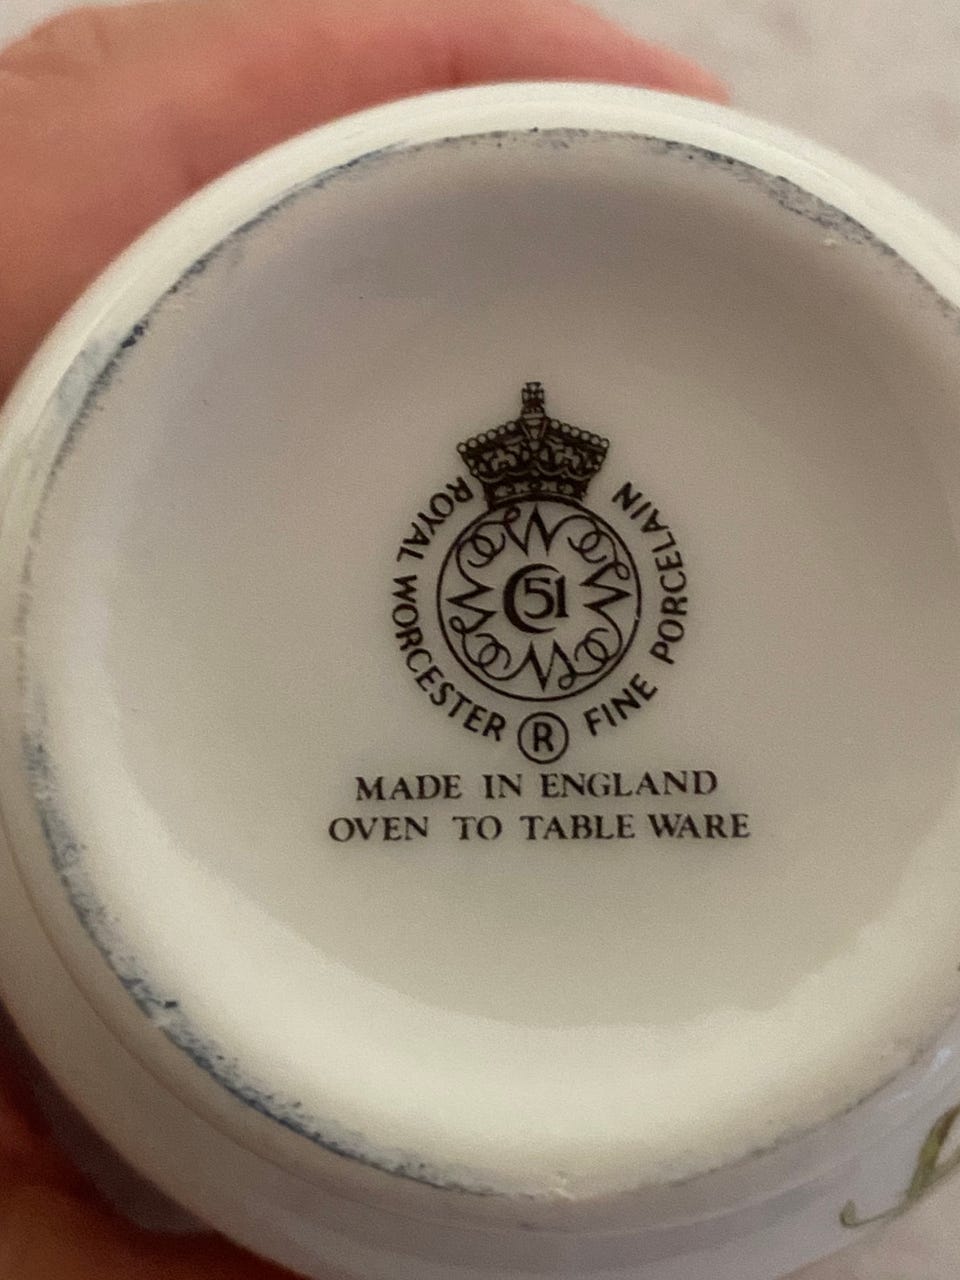 ROYAL WORCESTER ® FINE PORCELAIN
C51
MADE IN ENGLAND
OVEN TO TABLE WARE